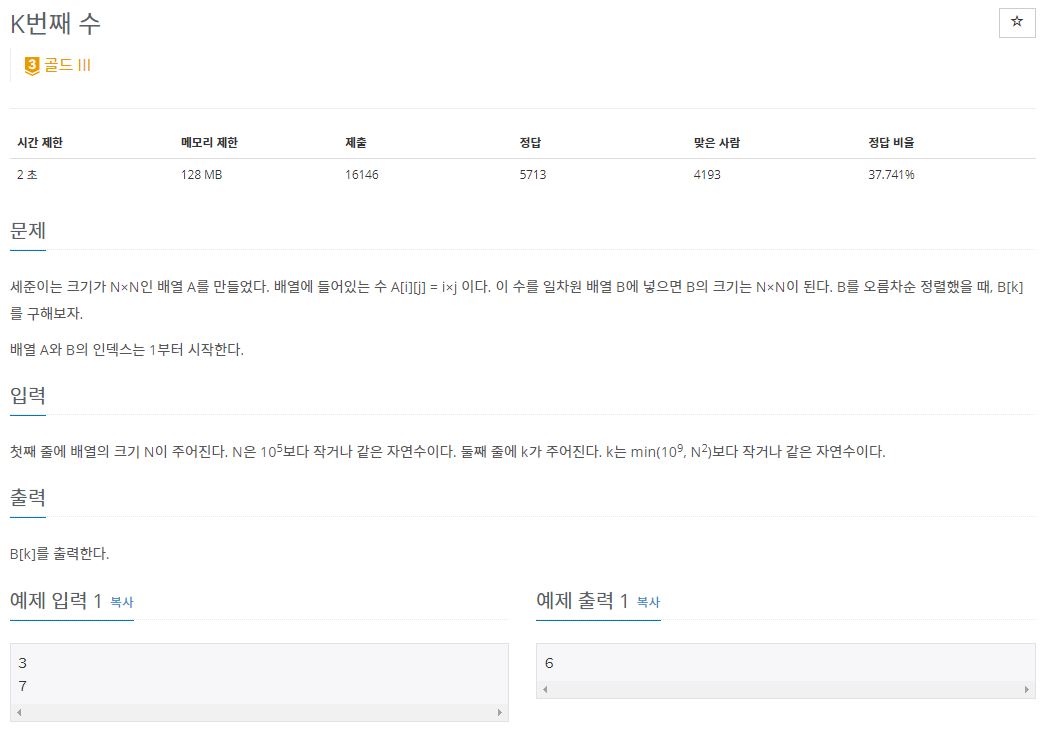 K번째 수
☆
3 골드 III
시간 제한 메모리 제한 제출 정답 맞은 사람 정답 비율
2 초 128 MB 16146 5713 4193 37.741%
문제
세준이는 크기가 N×N인 배열 A를 만들었다. 배열에 들어있는 수 A[i][j] = i×j 이다. 이 수를 일차원 배열 B에 넣으면 B의 크기는 N×N이 된다. B를 오름차순 정렬했을 때, B[k]
를 구해보자.
배열 A와 B의 인덱스는 1부터 시작한다.
입력
첫째 줄에 배열의 크기 N이 주어진다. N은 10⁵보다 작거나 같은 자연수이다. 둘째 줄에 k가 주어진다. k는 min(10⁹, N²)보다 작거나 같은 자연수이다.
출력
B[k]를 출력한다.
예제 입력 1 복사
3
7
예제 출력 1 복사
6